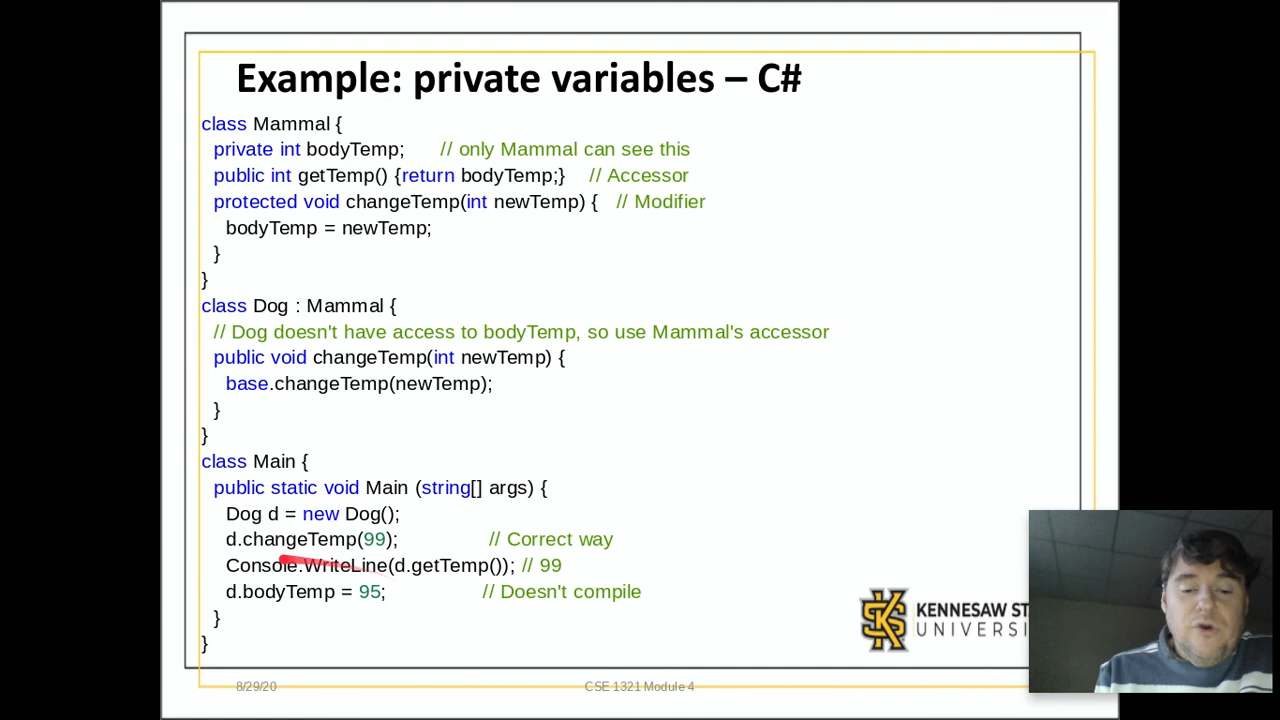 Example: private variables – C#
class Mammal {
private int bodyTemp; // only Mammal can see this
public int getTemp() {return bodyTemp;} // Accessor
protected void changeTemp(int newTemp) { // Modifier
bodyTemp = newTemp;
}
}
class Dog : Mammal {
// Dog doesn't have access to bodyTemp, so use Mammal's accessor
public void changeTemp(int newTemp) {
base.changeTemp(newTemp);
}
}
class Main {
public static void Main (string[] args) {
Dog d = new Dog();
d.changeTemp(99); // Correct way
Console.WriteLine(d.getTemp()); // 99
d.bodyTemp = 95; // Doesn't compile
}
}
KENNESAW ST
UNIVERSI
8/29/20
CSE 1321 Module 4